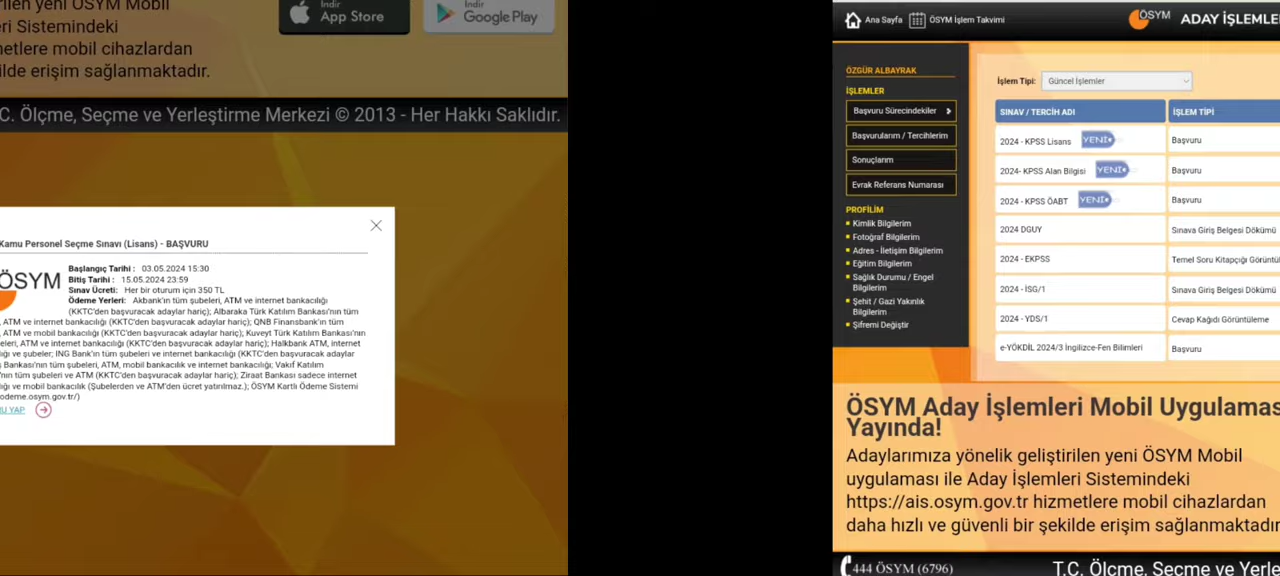 rilen yeni ÖSYM Mobil
ri Sistemindeki
metlere mobil cihazlardan
kilde erişim sağlanmaktadır.
İndir
App Store
İndir
Google Play
C. Ölçme, Seçme ve Yerleştirme Merkezi © 2013 - Her Hakkı Saklıdır.
Kamu Personel Seçme Sınavı (Lisans) - BAŞVURU
ÖSYM
Başlangıç Tarihi : 03.05.2024 15:30
Bitiş Tarihi : 15.05.2024 23:59
Sınav Ücreti: Her bir oturum için 350 TL
Ödeme Yerleri: Akbank'ın tüm şubeleri, ATM ve internet bankacılığı
(KKTC'den başvuracak adaylar hariç); Albaraka Türk Katılım Bankası'nın tüm
, ATM ve internet bankacılığı (KKTC'den başvuracak adaylar hariç); QNB Finansbank'ın tüm
, ATM ve mobil bankacılığı (KKTC'den başvuracak adaylar hariç); Kuveyt Türk Katılım Bankası'nın
eleri, ATM ve internet bankacılığı (KKTC'den başvuracak adaylar hariç); Halkbank ATM, internet
ığı ve şubeler; ING Bank'ın tüm şubeleri ve internet bankacılığı (KKTC'den başvuracak adaylar
ş Bankası'nın tüm şubeleri, ATM, mobil bankacılık ve internet bankacılığı; Vakıf Katılım
'nın tüm şubeleri ve ATM (KKTC'den başvuracak adaylar hariç); Ziraat Bankası sadece internet
ığı ve mobil bankacılık (Şubelerden ve ATM'den ücret yatırılmaz.); ÖSYM Kartlı Ödeme Sistemi
odeme.osym.gov.tr/)
RU YAP
Ana Sayfa ÖSYM İşlem Takvimi
ÖSYM ADAY İŞLEMLER
ÖZGÜR ALBAYRAK
İŞLEMLER
Başvuru Sürecindekiler
Başvurularım / Tercihlerim
Sonuçlarım
Evrak Referans Numarası
PROFİLİM
Kimlik Bilgilerim
Fotoğraf Bilgilerim
Adres - İletişim Bilgilerim
Eğitim Bilgilerim
Sağlık Durumu / Engel
Bilgilerim
Şehit / Gazi Yakınlık
Bilgilerim
Şifremi Değiştir
İşlem Tipi: Güncel İşlemler
SINAV / TERCİH ADI İŞLEM TİPİ
2024 - KPSS Lisans YENİ Başvuru
2024- KPSS Alan Bilgisi YENİ Başvuru
2024 - KPSS ÖABT YENİ Başvuru
2024 DGUY Sınava Giriş Belgesi Dökümü
2024 - EKPSS Temel Soru Kitapçığı Görüntül
2024 - İSG/1 Sınava Giriş Belgesi Dökümü
2024 - YDS/1 Cevap Kağıdı Görüntüleme
e-YÖKDİL 2024/3 İngilizce-Fen Bilimleri Başvuru
ÖSYM Aday İşlemleri Mobil Uygulamas
Yayında!
Adaylarımıza yönelik geliştirilen yeni ÖSYM Mobil
uygulaması ile Aday İşlemleri Sistemindeki
https://ais.osym.gov.tr hizmetlere mobil cihazlardan
daha hızlı ve güvenli bir şekilde erişim sağlanmaktadır
444 ÖSYM (6796)
T.C. Ölçme, Seçme ve Yerle